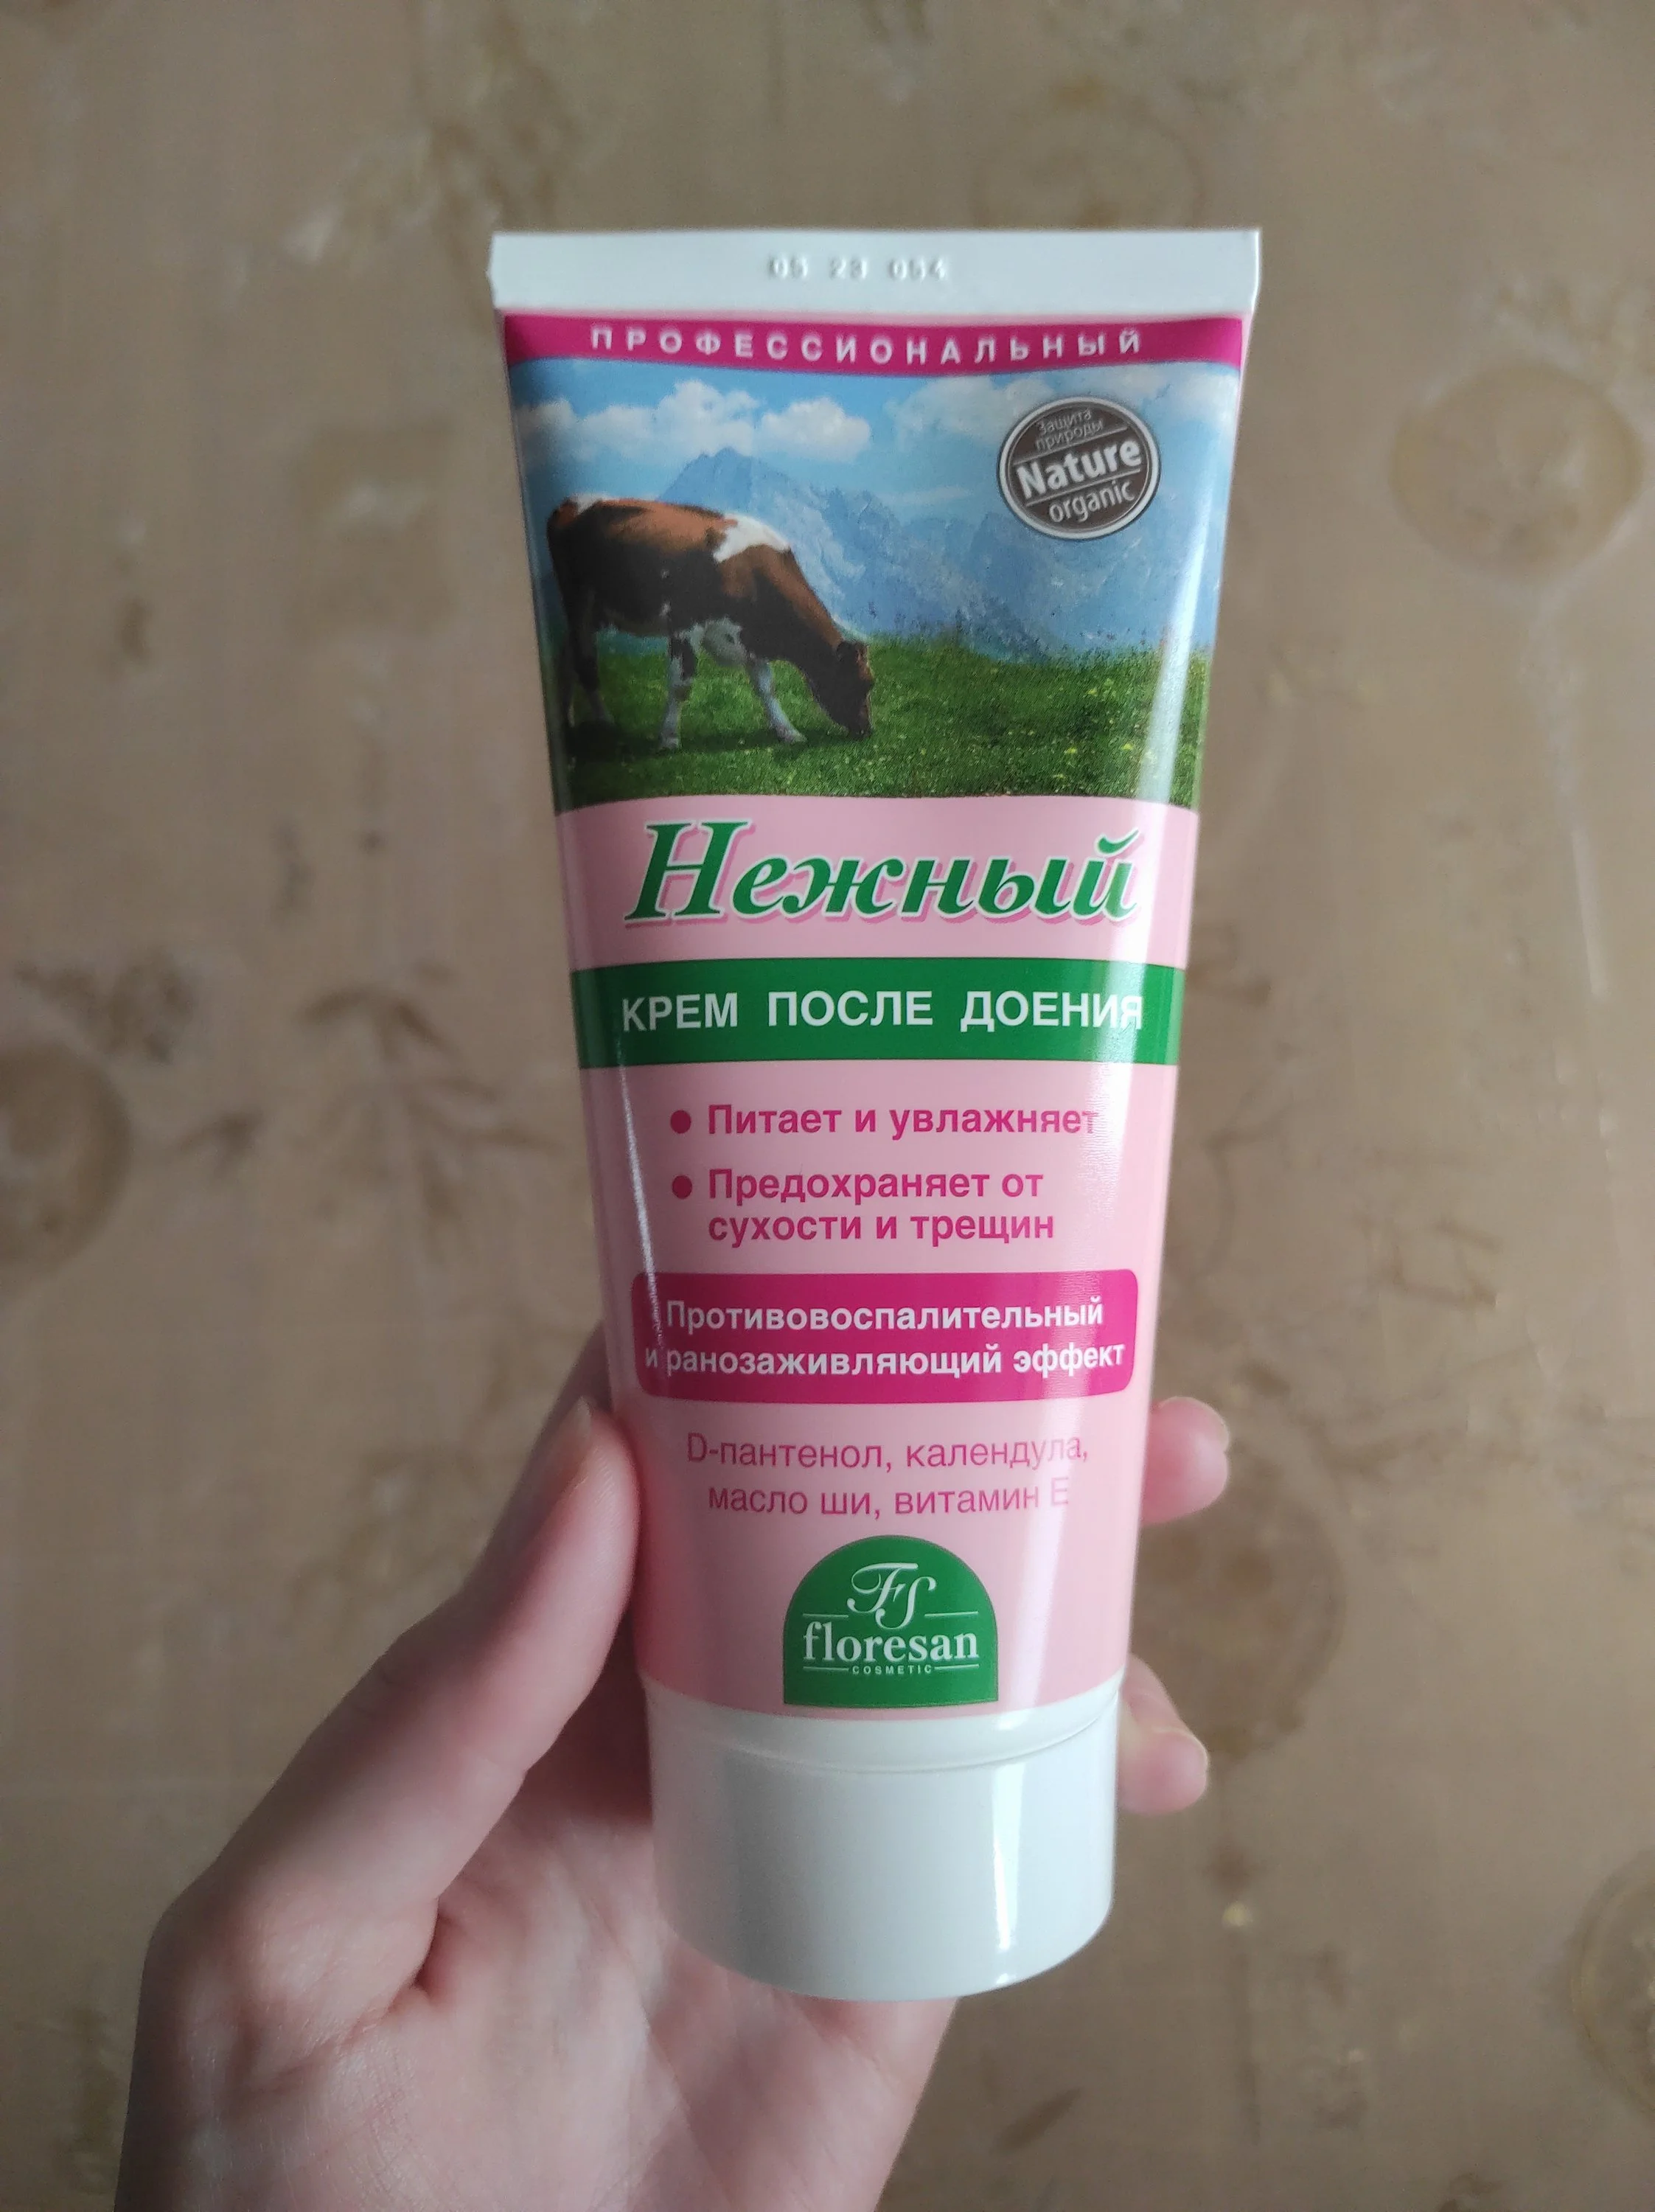 05 23 054
ПРОФЕССИОНАЛЬНЫЙ
Защита
природы
Nature
organic
Нежный
КРЕМ ПОСЛЕ ДОЕНИЯ
• Питает и увлажняет
• Предохраняет от
сухости и трещин
Противовоспалительный
и ранозаживляющий эффект
D-пантенол, календула,
масло ши, витамин Е
FS
floresan
COSMETIC